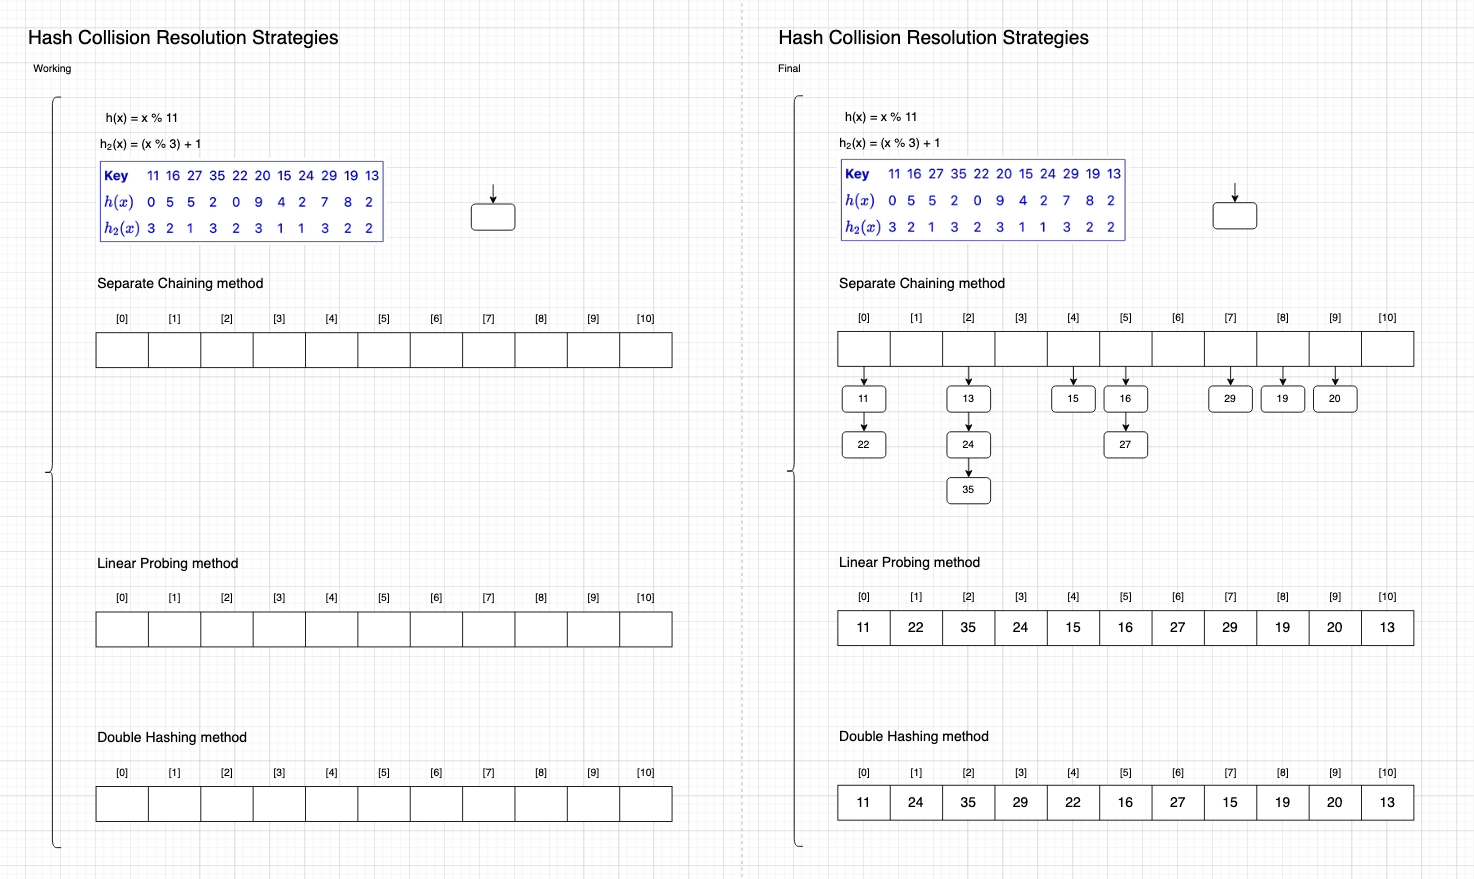 Hash Collision Resolution Strategies
Working
h(x) = x % 11
h₂(x) = (x % 3) + 1
Key 11 16 27 35 22 20 15 24 29 19 13
h(x) 0 5 5 2 0 9 4 2 7 8 2
h₂(x) 3 2 1 3 2 3 1 1 3 2 2
Separate Chaining method
[0] [1] [2] [3] [4] [5] [6] [7] [8] [9] [10]
Linear Probing method
[0] [1] [2] [3] [4] [5] [6] [7] [8] [9] [10]
Double Hashing method
[0] [1] [2] [3] [4] [5] [6] [7] [8] [9] [10]
Hash Collision Resolution Strategies
Final
h(x) = x % 11
h₂(x) = (x % 3) + 1
Key 11 16 27 35 22 20 15 24 29 19 13
h(x) 0 5 5 2 0 9 4 2 7 8 2
h₂(x) 3 2 1 3 2 3 1 1 3 2 2
Separate Chaining method
[0] [1] [2] [3] [4] [5] [6] [7] [8] [9] [10]
11 13 15 16 29 19 20
22 24 27
35
Linear Probing method
[0] [1] [2] [3] [4] [5] [6] [7] [8] [9] [10]
11 22 35 24 15 16 27 29 19 20 13
Double Hashing method
[0] [1] [2] [3] [4] [5] [6] [7] [8] [9] [10]
11 24 35 29 22 16 27 15 19 20 13